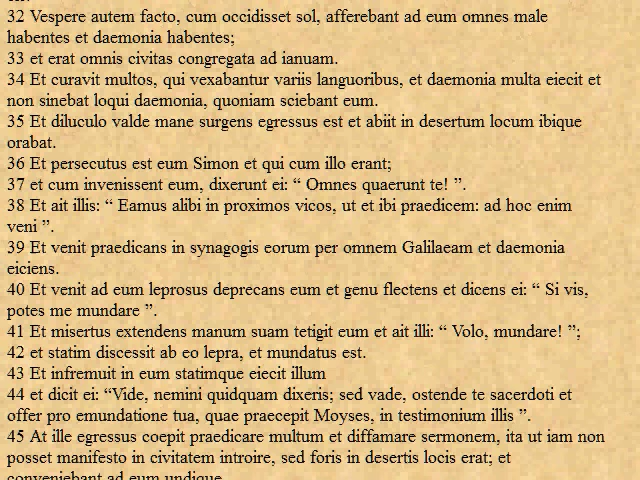 32 Vespere autem facto, cum occidisset sol, afferebant ad eum omnes male
habentes et daemonia habentes;
33 et erat omnis civitas congregata ad ianuam.
34 Et curavit multos, qui vexabantur variis languoribus, et daemonia multa eiecit et
non sinebat loqui daemonia, quoniam sciebant eum.
35 Et diluculo valde mane surgens egressus est et abiit in desertum locum ibique
orabat.
36 Et persecutus est eum Simon et qui cum illo erant;
37 et cum invenissent eum, dixerunt ei: “ Omnes quaerunt te! ”.
38 Et ait illis: “ Eamus alibi in proximos vicos, ut et ibi praedicem: ad hoc enim
veni ”.
39 Et venit praedicans in synagogis eorum per omnem Galilaeam et daemonia
eiciens.
40 Et venit ad eum leprosus deprecans eum et genu flectens et dicens ei: “ Si vis,
potes me mundare ”.
41 Et misertus extendens manum suam tetigit eum et ait illi: “ Volo, mundare! ”;
42 et statim discessit ab eo lepra, et mundatus est.
43 Et infremuit in eum statimque eiecit illum
44 et dicit ei: “Vide, nemini quidquam dixeris; sed vade, ostende te sacerdoti et
offer pro emundatione tua, quae praecepit Moyses, in testimonium illis ”.
45 At ille egressus coepit praedicare multum et diffamare sermonem, ita ut iam non
posset manifesto in civitatem introire, sed foris in desertis locis erat; et
conveniebant ad eum undique